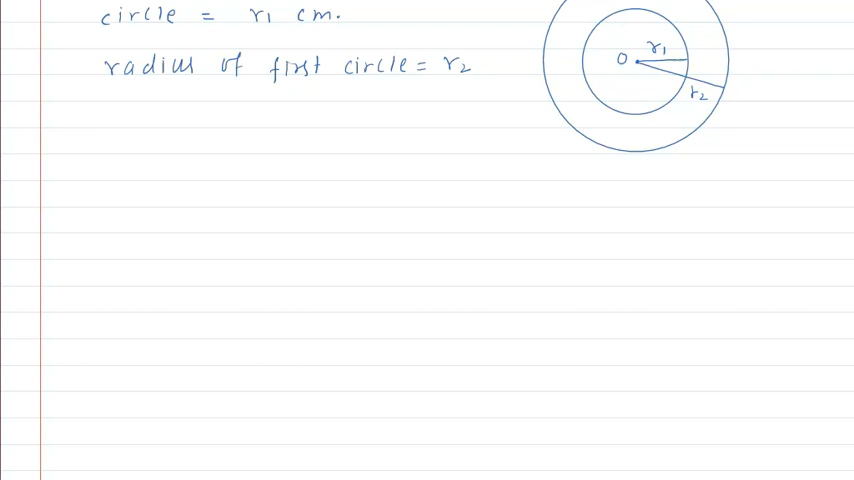 circle = r₁ cm.
radius of first circle = r₂
O r₁
r₂